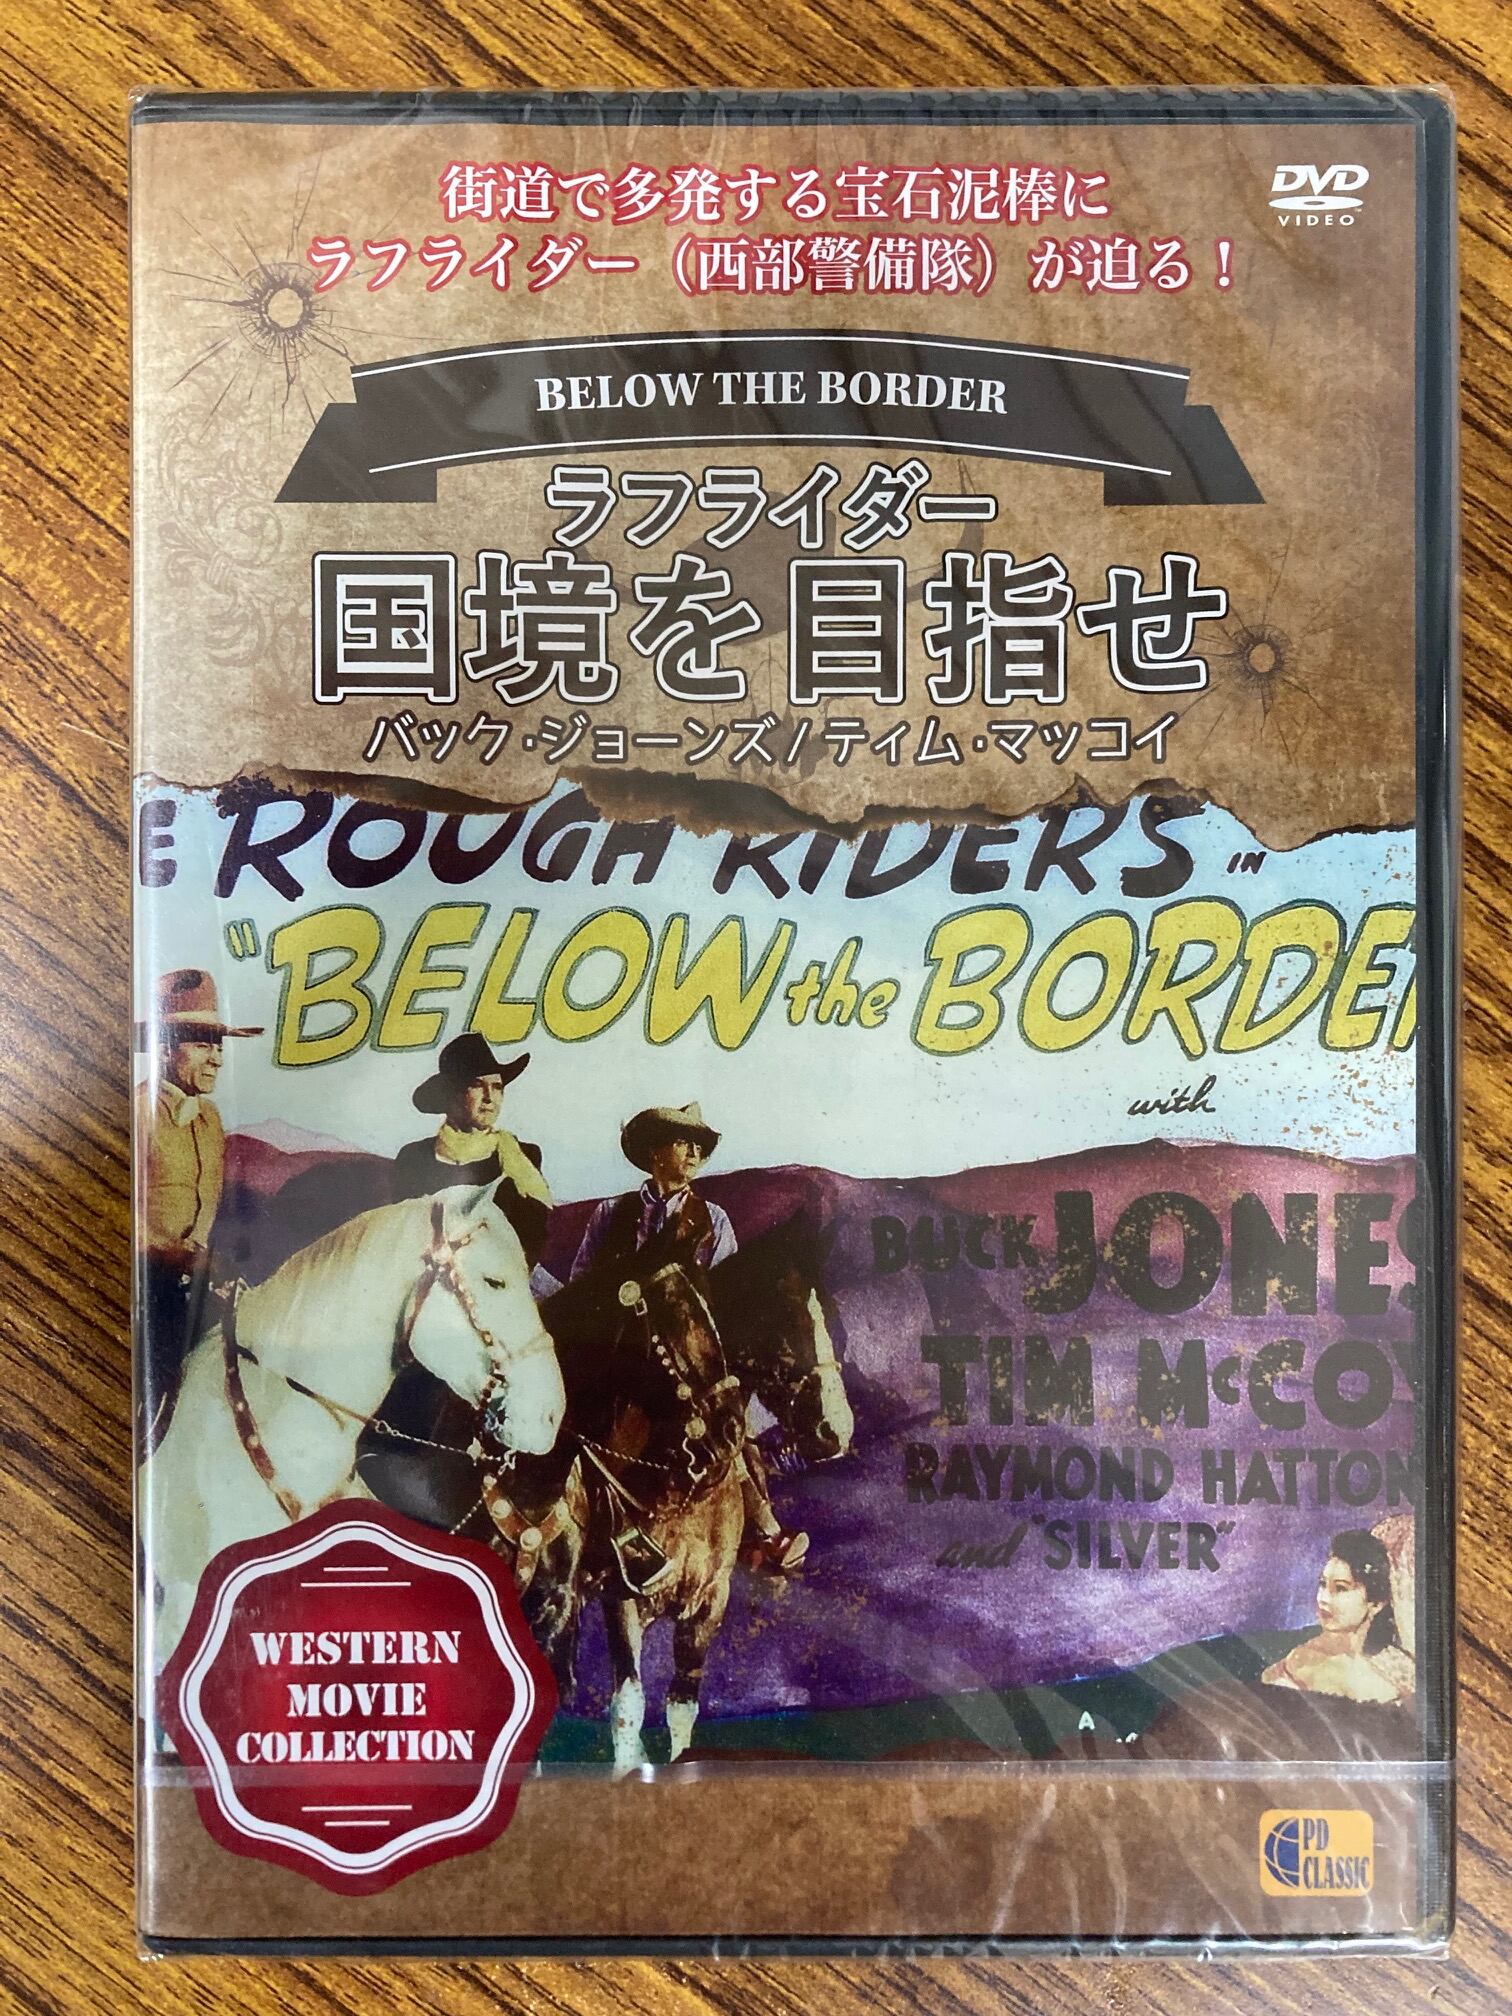 街道で多発する宝石泥棒に
ラフライダー（西部警備隊）が迫る！
DVD
VIDEO
BELOW THE BORDER
ラフライダー
国境を目指せ
バック・ジョーンズ/ティム・マッコイ
E ROUGH RIDERS IN
"BELOW the BORDER
with
BUCK JONES
TIM McCOY
RAYMOND HATTON
and "SILVER"
A
WESTERN
MOVIE
COLLECTION
PD
CLASSIC